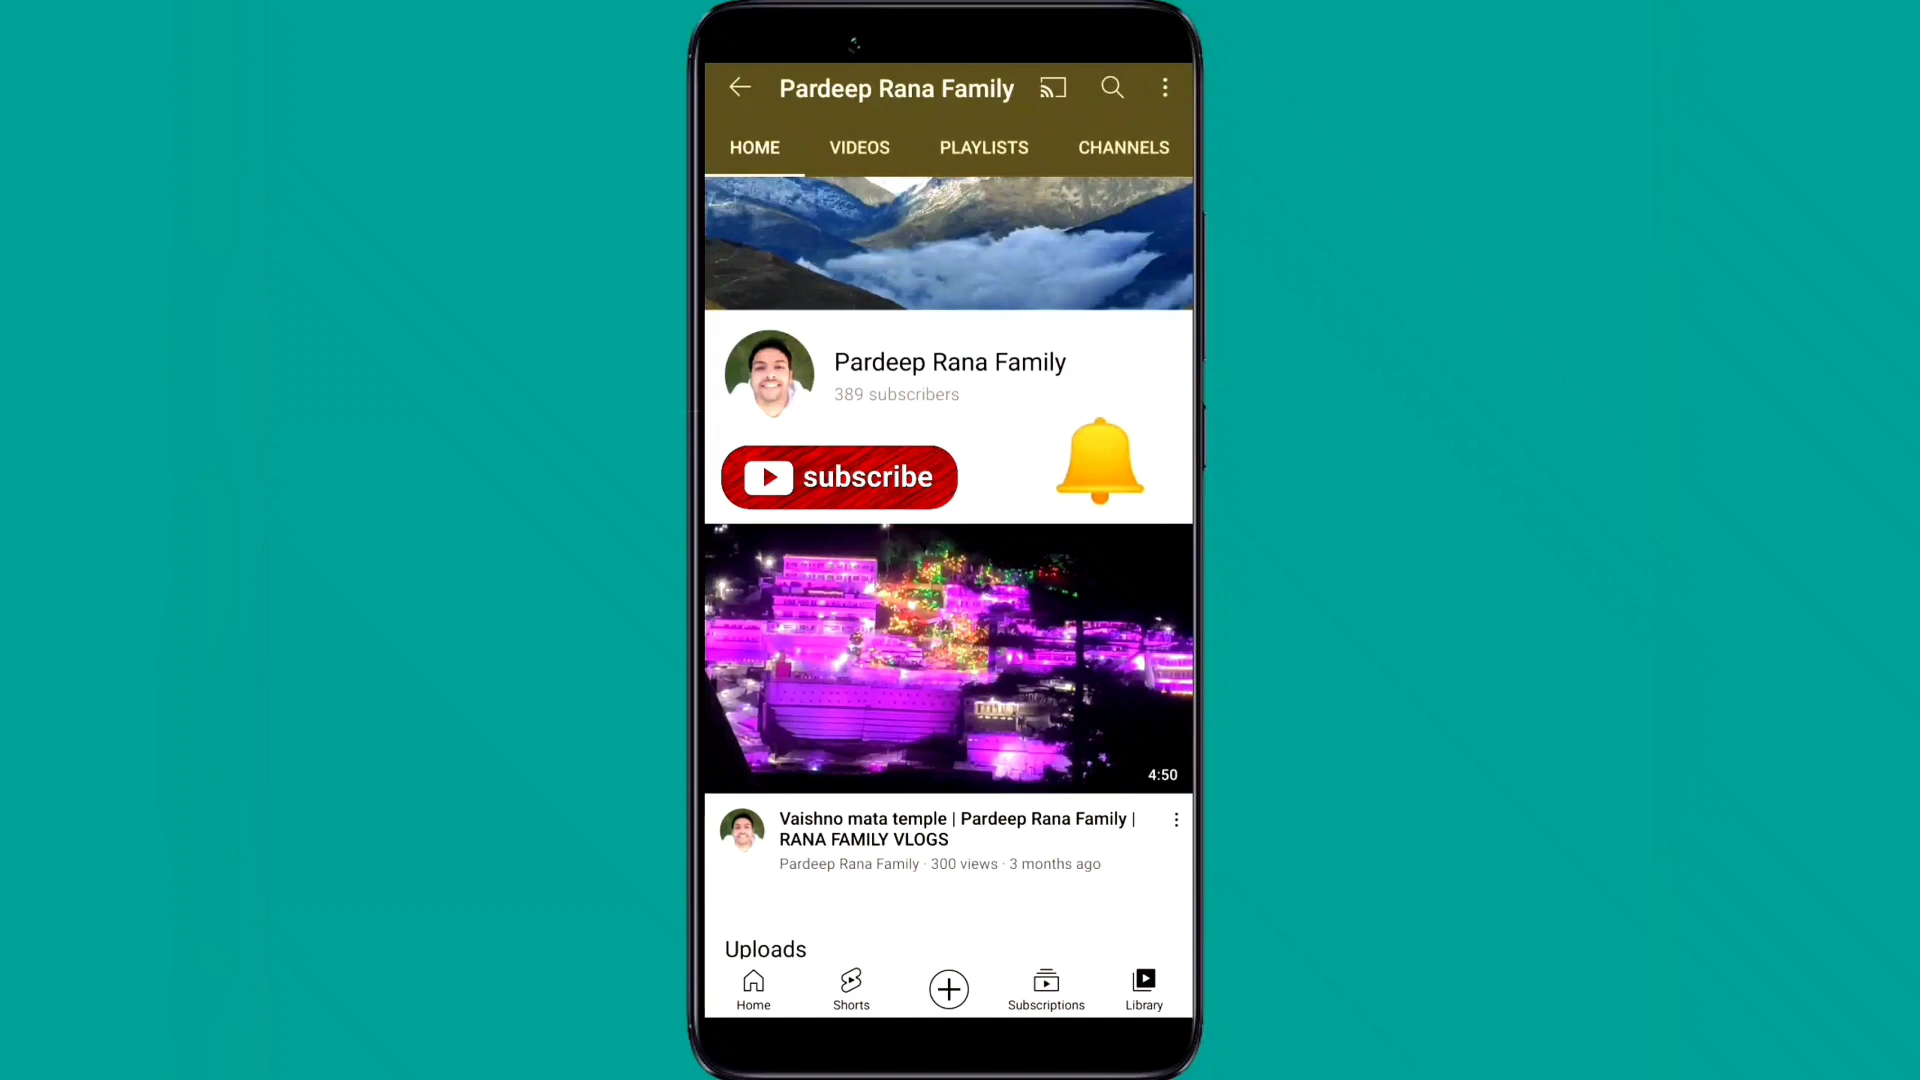 Pardeep Rana Family
HOME VIDEOS PLAYLISTS CHANNELS
Pardeep Rana Family
389 subscribers
subscribe
4:50
Vaishno mata temple | Pardeep Rana Family |
RANA FAMILY VLOGS
Pardeep Rana Family · 300 views · 3 months ago
Uploads
Home Shorts Subscriptions Library